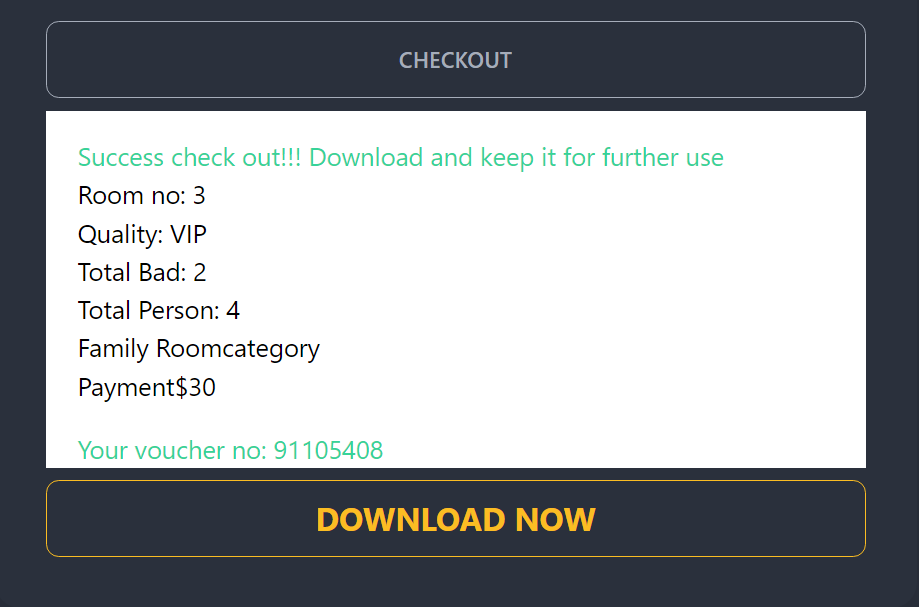 CHECKOUT
Success check out!!! Download and keep it for further use
Room no: 3
Quality: VIP
Total Bad: 2
Total Person: 4
Family Roomcategory
Payment$30
Your voucher no: 91105408
DOWNLOAD NOW